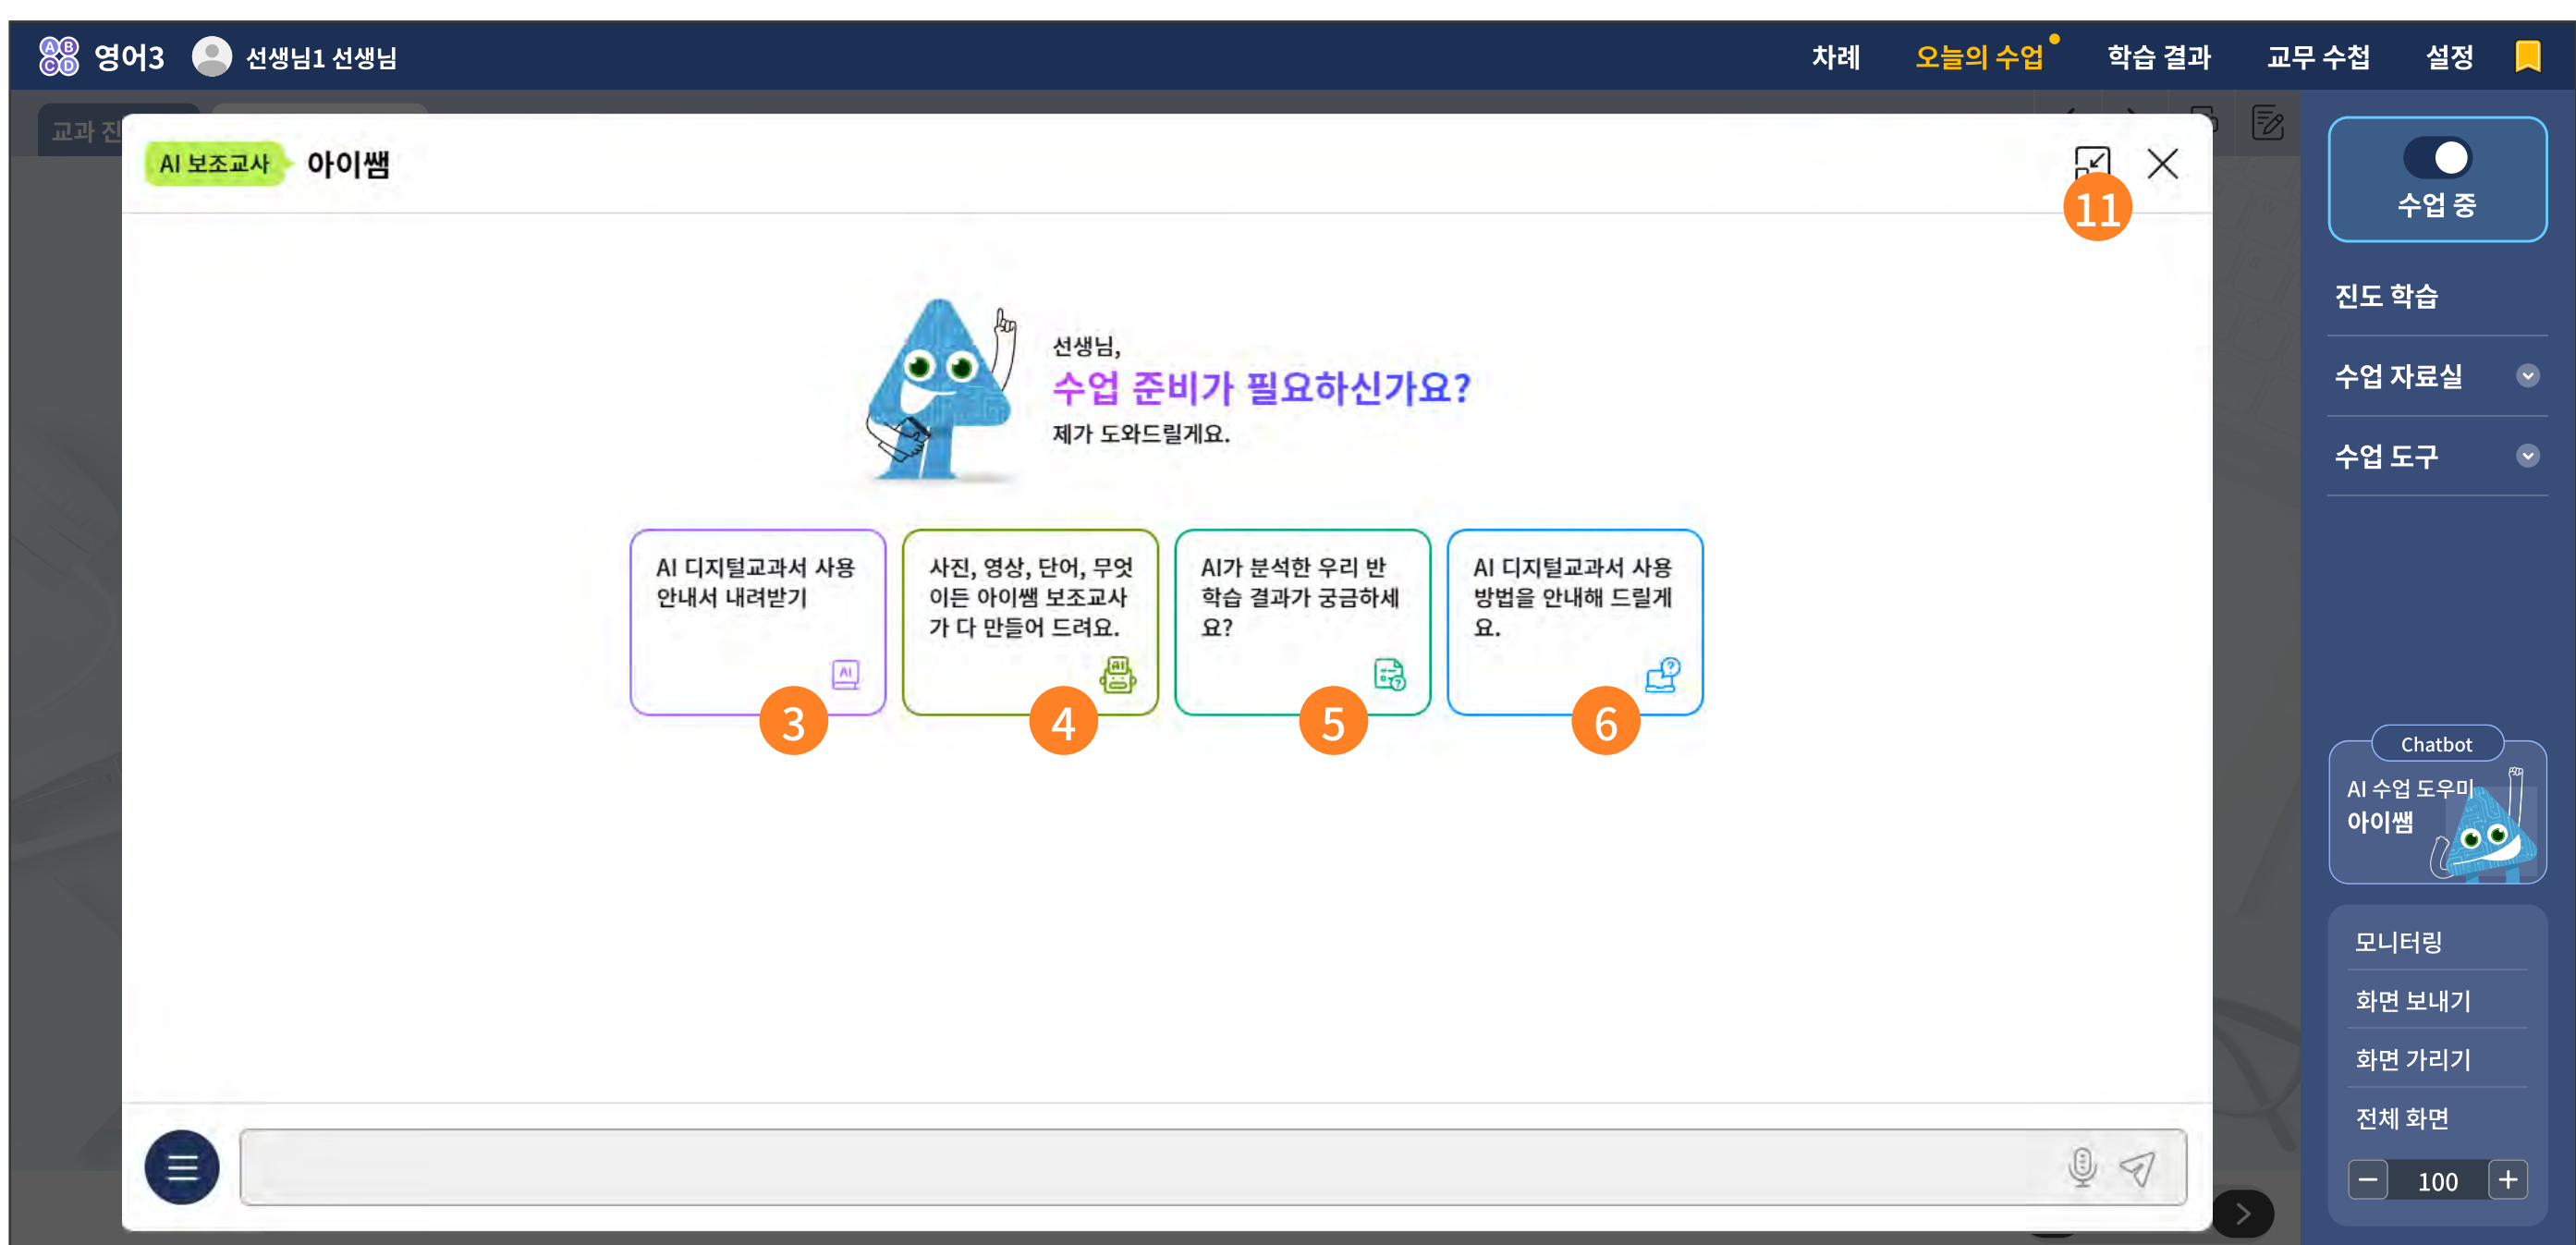 영어3 선생님1 선생님 차례 오늘의 수업 학습 결과 교무 수첩 설정
교과 진
AI 보조교사 아이쌤
11
선생님,
수업 준비가 필요하신가요?
제가 도와드릴게요.
AI 디지털교과서 사용
안내서 내려받기
AI
3
사진, 영상, 단어, 무엇
이든 아이쌤 보조교사
가 다 만들어 드려요.
AI
4
AI가 분석한 우리 반
학습 결과가 궁금하세
요?
5
AI 디지털교과서 사용
방법을 안내해 드릴게
요.
6
수업 중
진도 학습
수업 자료실
수업 도구
Chatbot
AI 수업 도우미
아이쌤
모니터링
화면 보내기
화면 가리기
전체 화면
− 100 +